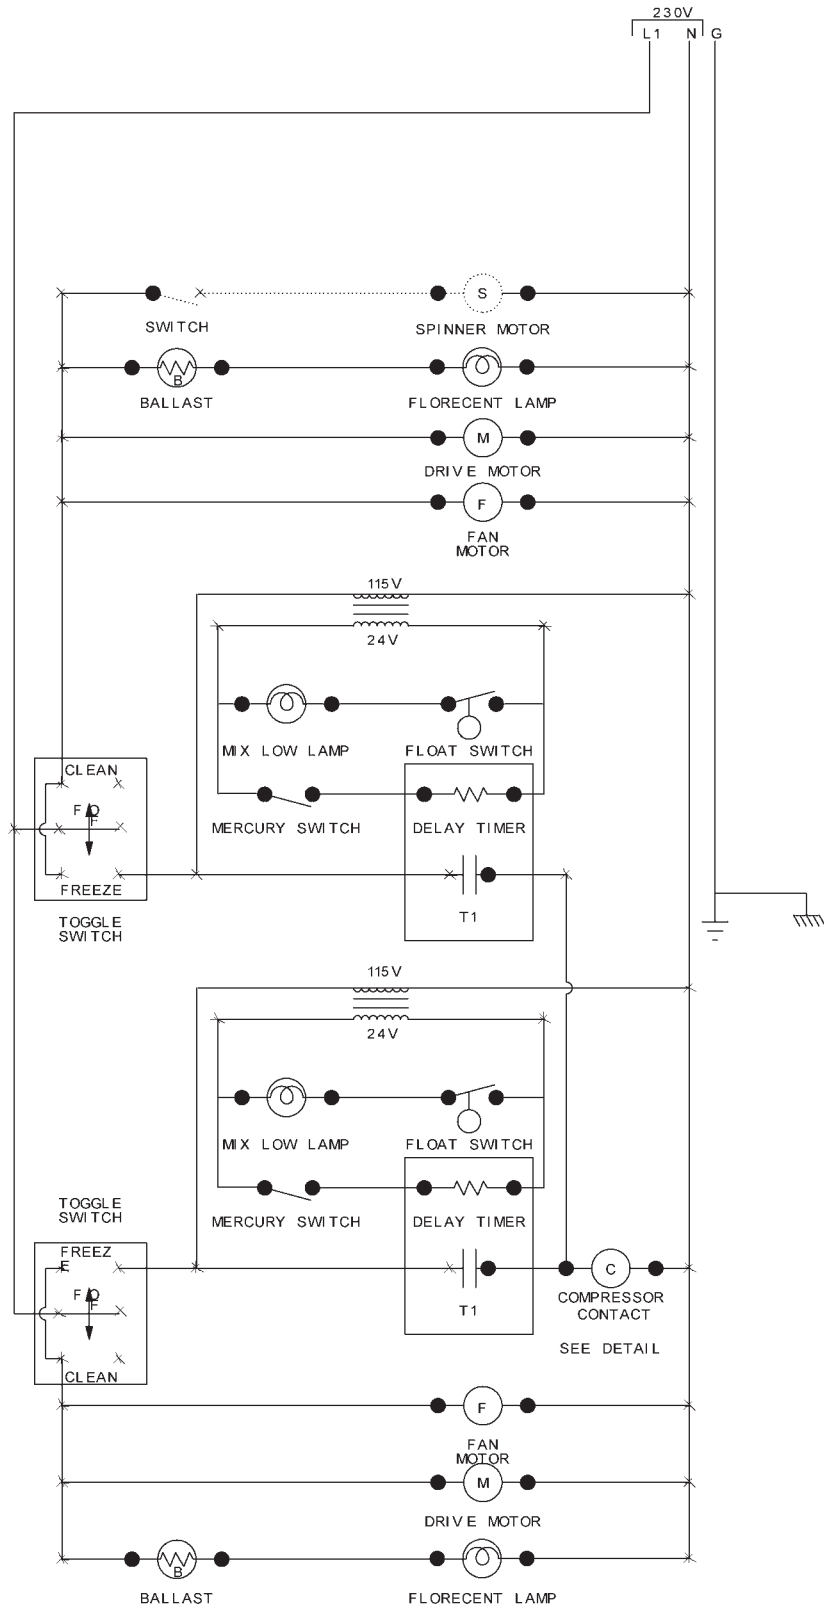 230V
L1 N G
S
SWITCH
SPINNER MOTOR
B
BALLAST
FLORECENT LAMP
M
DRIVE MOTOR
F
FAN
MOTOR
115V
24V
MIX LOW LAMP
FLOAT SWITCH
CLEAN
OFF
MERCURY SWITCH
DELAY TIMER
FREEZE
T1
TOGGLE
SWITCH
115V
24V
MIX LOW LAMP
FLOAT SWITCH
TOGGLE
SWITCH
MERCURY SWITCH
DELAY TIMER
FREEZ
E
C
OFF
T1
COMPRESSOR
CONTACT
SEE DETAIL
CLEAN
F
FAN
MOTOR
M
DRIVE MOTOR
B
BALLAST
FLORECENT LAMP